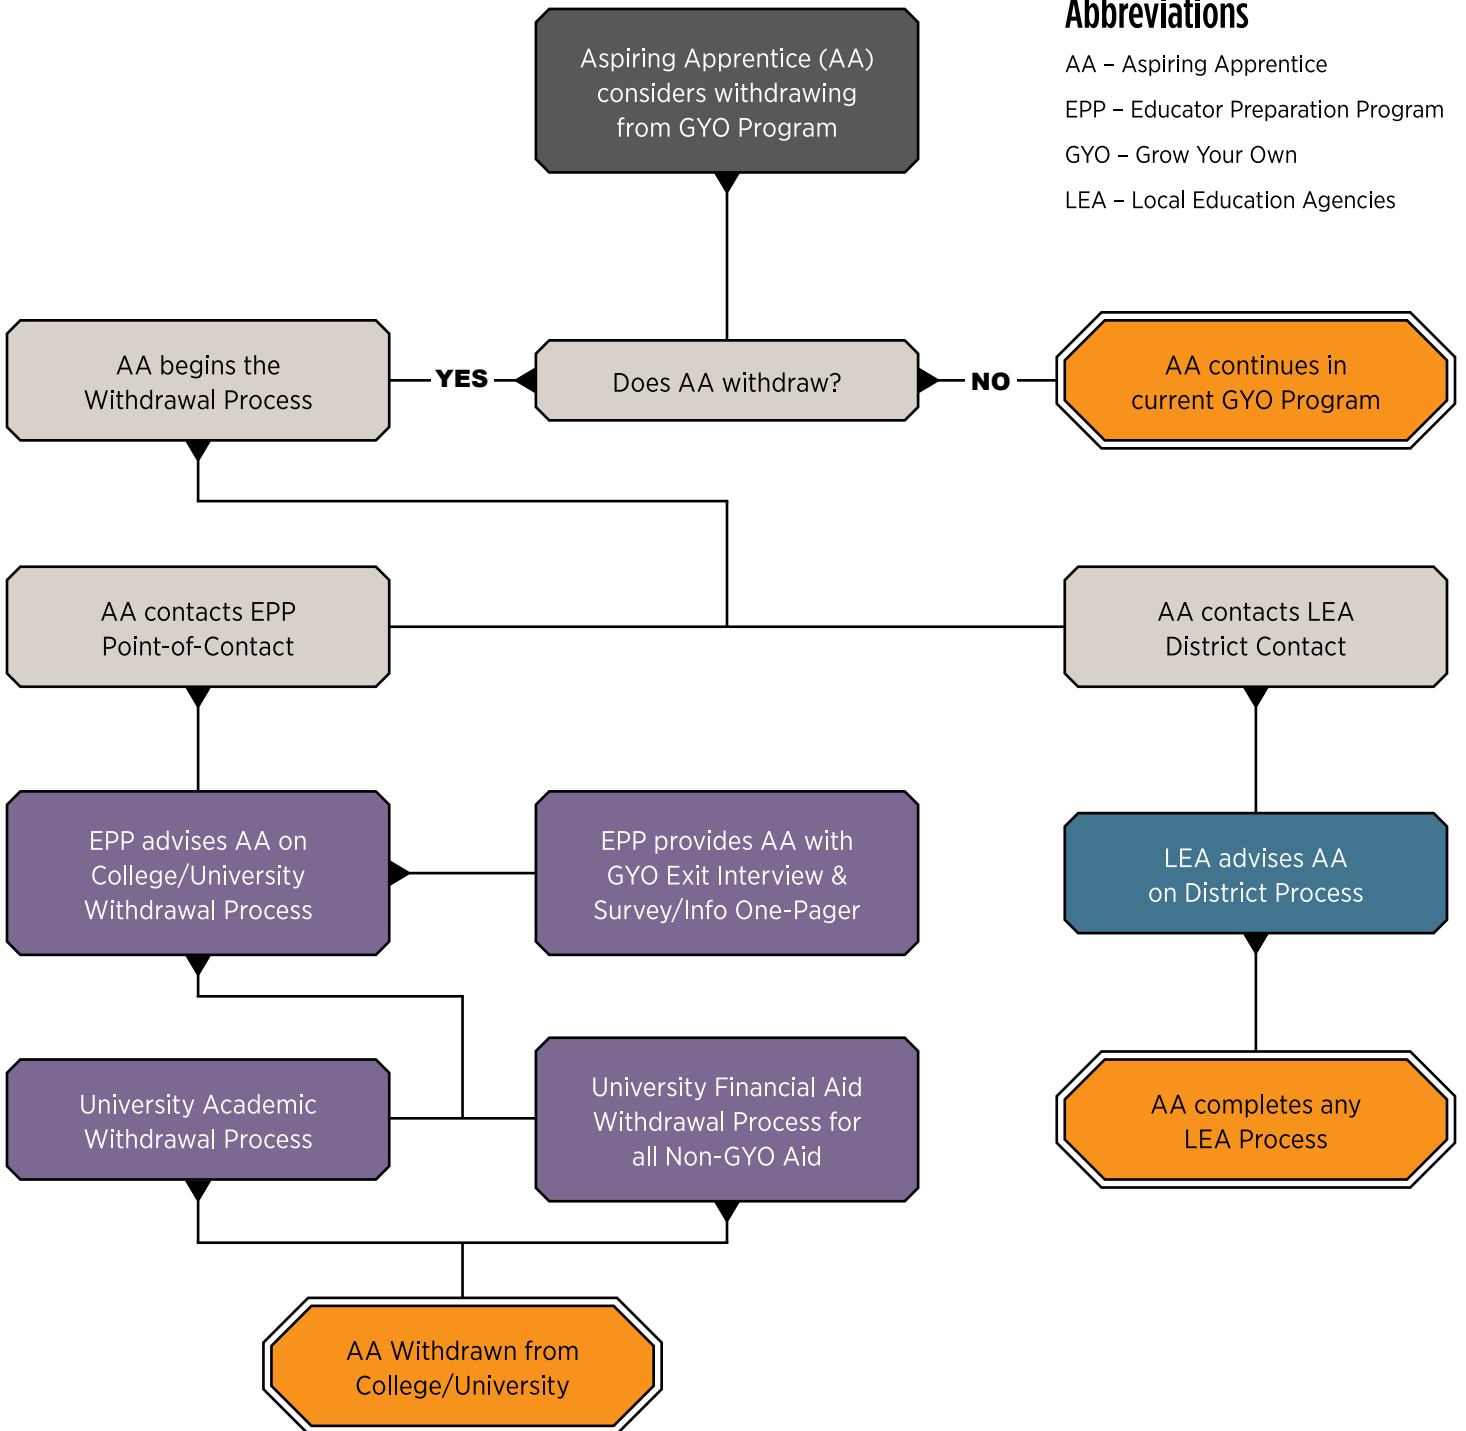 Abbreviations
AA – Aspiring Apprentice
EPP – Educator Preparation Program
GYO – Grow Your Own
LEA – Local Education Agencies
Aspiring Apprentice (AA)
considers withdrawing
from GYO Program
AA begins the
Withdrawal Process
YES
Does AA withdraw?
NO
AA continues in
current GYO Program
AA contacts EPP
Point-of-Contact
AA contacts LEA
District Contact
EPP advises AA on
College/University
Withdrawal Process
EPP provides AA with
GYO Exit Interview &
Survey/Info One-Pager
LEA advises AA
on District Process
University Academic
Withdrawal Process
University Financial Aid
Withdrawal Process for
all Non-GYO Aid
AA completes any
LEA Process
AA Withdrawn from
College/University